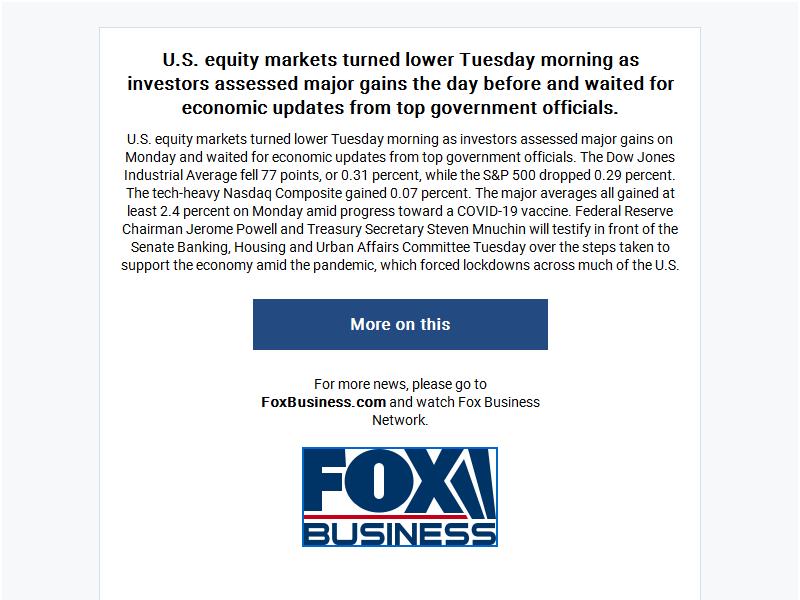 U.S. equity markets turned lower Tuesday morning as
investors assessed major gains the day before and waited for
economic updates from top government officials.
U.S. equity markets turned lower Tuesday morning as investors assessed major gains on
Monday and waited for economic updates from top government officials. The Dow Jones
Industrial Average fell 77 points, or 0.31 percent, while the S&P 500 dropped 0.29 percent.
The tech-heavy Nasdaq Composite gained 0.07 percent. The major averages all gained at
least 2.4 percent on Monday amid progress toward a COVID-19 vaccine. Federal Reserve
Chairman Jerome Powell and Treasury Secretary Steven Mnuchin will testify in front of the
Senate Banking, Housing and Urban Affairs Committee Tuesday over the steps taken to
support the economy amid the pandemic, which forced lockdowns across much of the U.S.
More on this
For more news, please go to
FoxBusiness.com and watch Fox Business
Network.
FOX
BUSINESS